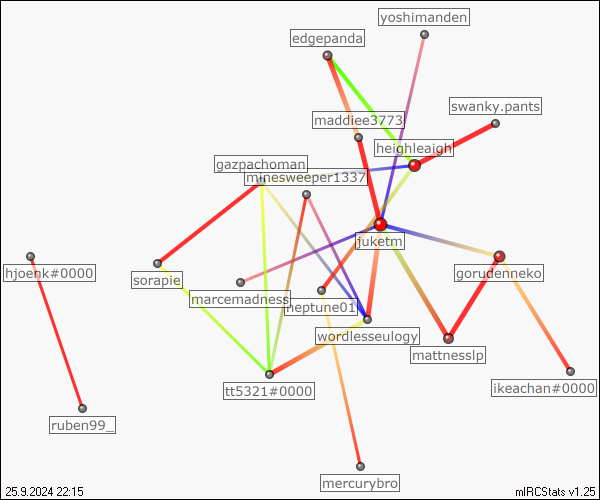 yoshimanden
edgepanda
swanky.pants
maddiee3773
heighleaigh
gazpachoman
minesweeper1337
juketm
hjoenk#0000
sorapie
gorudenneko
marcemadness
neptune01
wordlesseulogy
mattnesslp
tt5321#0000
ikeachan#0000
ruben99_
mercurybro
25.9.2024 22:15
mIRCStats v1.25